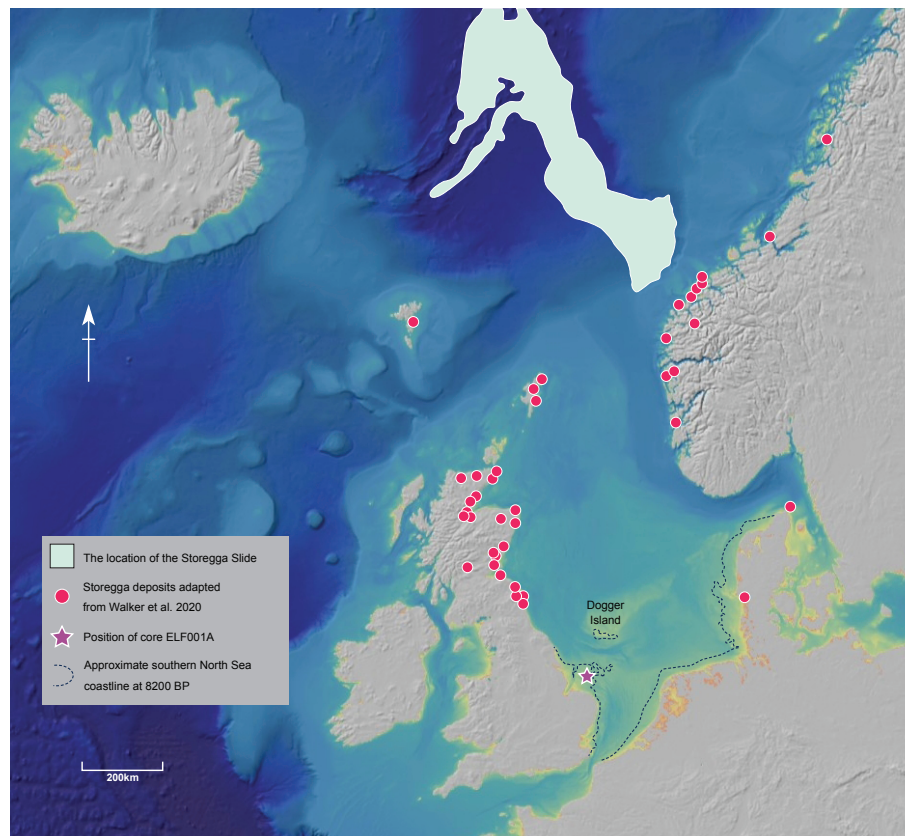 Dogger
Island
The location of the Storegga Slide
Storegga deposits adapted
from Walker et al. 2020
Position of core ELF001A
Approximate southern North Sea
coastline at 8200 BP
200km